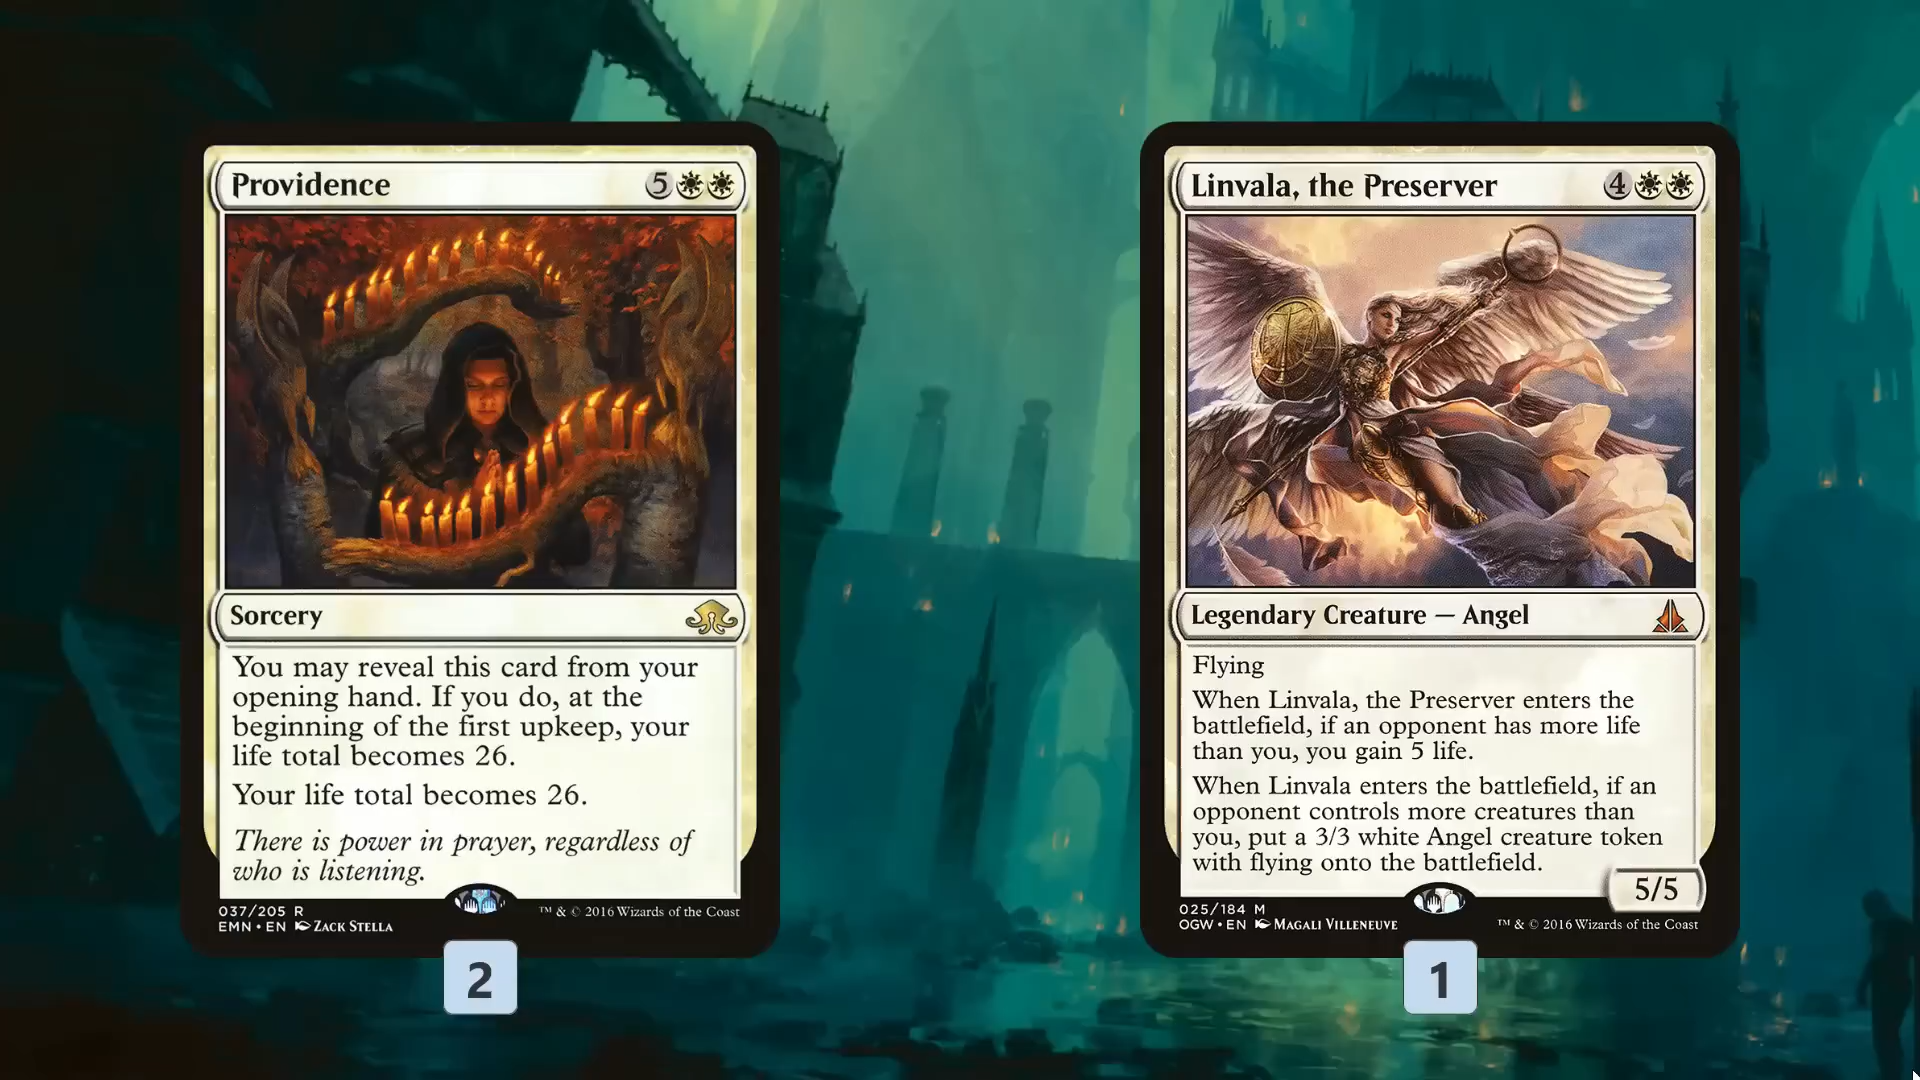 Providence 5
Sorcery
You may reveal this card from your
opening hand. If you do, at the
beginning of the first upkeep, your
life total becomes 26.
Your life total becomes 26.
There is power in prayer, regardless of
who is listening.
037/205 R
EMN • EN ZACK STELLA
™ & © 2016 Wizards of the Coast
2
Linvala, the Preserver 4
Legendary Creature — Angel
Flying
When Linvala, the Preserver enters the
battlefield, if an opponent has more life
than you, you gain 5 life.
When Linvala enters the battlefield, if an
opponent controls more creatures than
you, put a 3/3 white Angel creature token
with flying onto the battlefield.
5/5
025/184 M
OGW • EN MAGALI VILLENEUVE
™ & © 2016 Wizards of the Coast
1